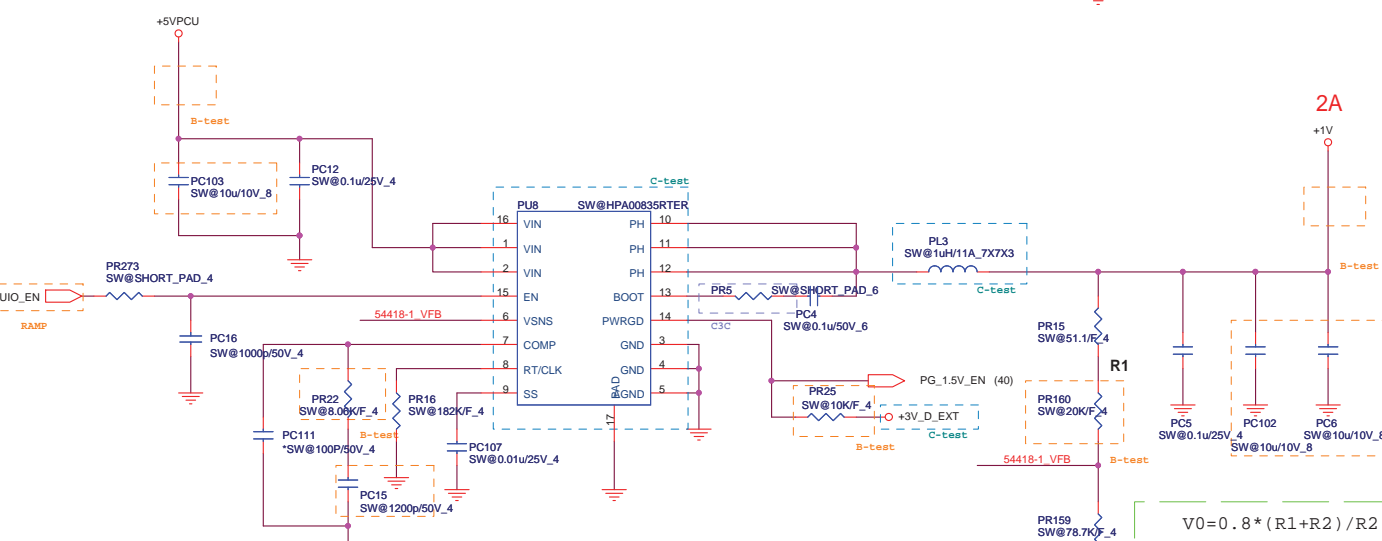 +5VPCU
B-test
PC103
SW@10u/10V_8
PC12
SW@0.1u/25V_4
C-test
PU8
SW@HPA00835RTER
16
VIN
1
VIN
2
VIN
15
EN
6
VSNS
7
COMP
8
RT/CLK
9
SS
PH
10
PH
11
PH
12
BOOT
13
PWRGD
14
GND
3
GND
4
AGND
5
PAD
17
PR273
SW@SHORT_PAD_4
UIO_EN
RAMP
PC16
SW@1000p/50V_4
54418-1_VFB
PR22
B-test
PR16
SW@182K/F_4
PC111
*SW@100P/50V_4
PC107
SW@0.01u/25V_4
PC15
SW@1200p/50V_4
PR5
SW@SHORT_PAD_6
C3C
PC4
SW@0.1u/50V_6
PL3
SW@1uH/11A_7X7X3
C-test
PG_1.5V_EN (40)
PR25
SW@10K/F_4
B-test
+3V_D_EXT
C-test
2A
+1V
B-test
PR15
SW@51.1/F_4
R1
PR160
SW@20K/F_4
B-test
54418-1_VFB
PR159
SW@78.7K/F_4
PC5
SW@0.1u/25V_4
PC102
SW@10u/10V_8
PC6
SW@10u/10V_8
V0=0.8*(R1+R2)/R2